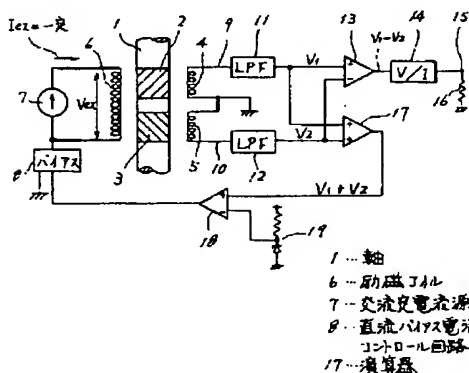 Iex=一定
1
2
9
11
13
14
15
6
4
LPF
V1
V1-V2
V/I
7
Vex
16
17
5
LPF
V2
8
バイアス
3
10
12
V1+V2
18
19
1…軸
6…励磁コイル
7…交流定電流源
8…直流バイアス電流
コントロール回路
17…演算器